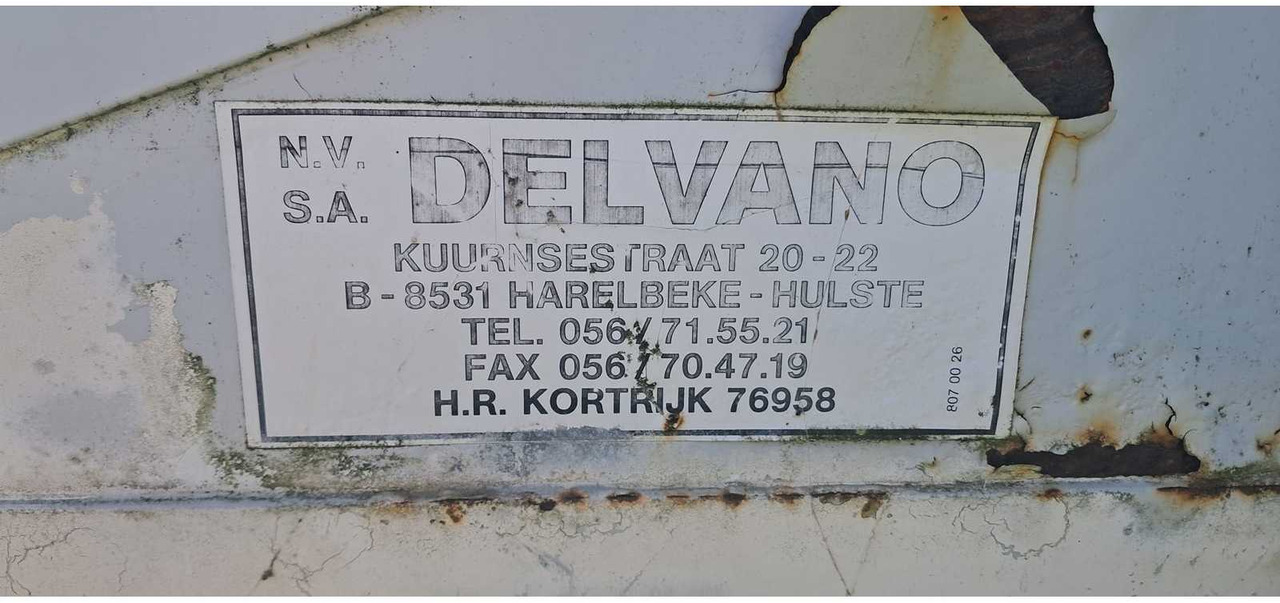 N.V. DELVANO
S.A.
KUURNSESTRAAT 20 - 22
B - 8531 HARELBEKE - HULSTE
TEL. 056 / 71.55.21
FAX 056 / 70.47.19
H.R. KORTRIJK 76958
807 00 26